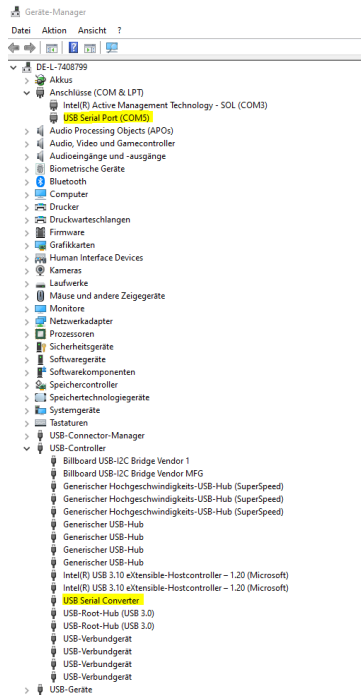 Geräte-Manager
Datei Aktion Ansicht ?
DE-L-7408799
Akkus
Anschlüsse (COM & LPT)
Intel(R) Active Management Technology - SOL (COM3)
USB Serial Port (COM5)
Audio Processing Objects (APOs)
Audio, Video und Gamecontroller
Audioeingänge und -ausgänge
Biometrische Geräte
Bluetooth
Computer
Drucker
Druckwarteschlangen
Firmware
Grafikkarten
Human Interface Devices
Kameras
Laufwerke
Mäuse und andere Zeigegeräte
Monitore
Netzwerkadapter
Prozessoren
Sicherheitsgeräte
Softwaregeräte
Softwarekomponenten
Speichercontroller
Speichertechnologiegeräte
Systemgeräte
Tastaturen
USB-Connector-Manager
USB-Controller
Billboard USB-I2C Bridge Vendor 1
Billboard USB-I2C Bridge Vendor MFG
Generischer Hochgeschwindigkeits-USB-Hub (SuperSpeed)
Generischer Hochgeschwindigkeits-USB-Hub (SuperSpeed)
Generischer Hochgeschwindigkeits-USB-Hub (SuperSpeed)
Generischer USB-Hub
Generischer USB-Hub
Generischer USB-Hub
Generischer USB-Hub
Intel(R) USB 3.10 eXtensible-Hostcontroller – 1.20 (Microsoft)
Intel(R) USB 3.10 eXtensible-Hostcontroller – 1.20 (Microsoft)
USB Serial Converter
USB-Root-Hub (USB 3.0)
USB-Root-Hub (USB 3.0)
USB-Verbundgerät
USB-Verbundgerät
USB-Verbundgerät
USB-Verbundgerät
USB-Geräte